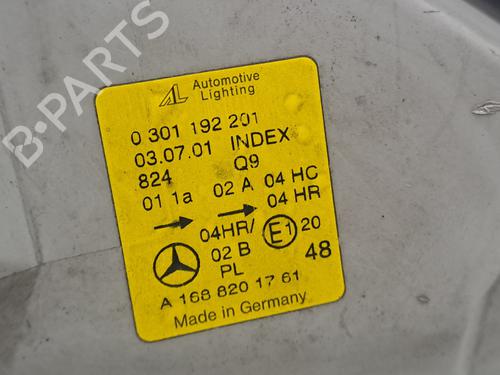 B-PARTS
AL Automotive
Lighting
0 301 192 201
03.07.01 INDEX
824 Q9
01 1a 02 A 04 HC
04 HR
04HR/ E1 20
02 B 48
PL
A 168 820 17 61
Made in Germany